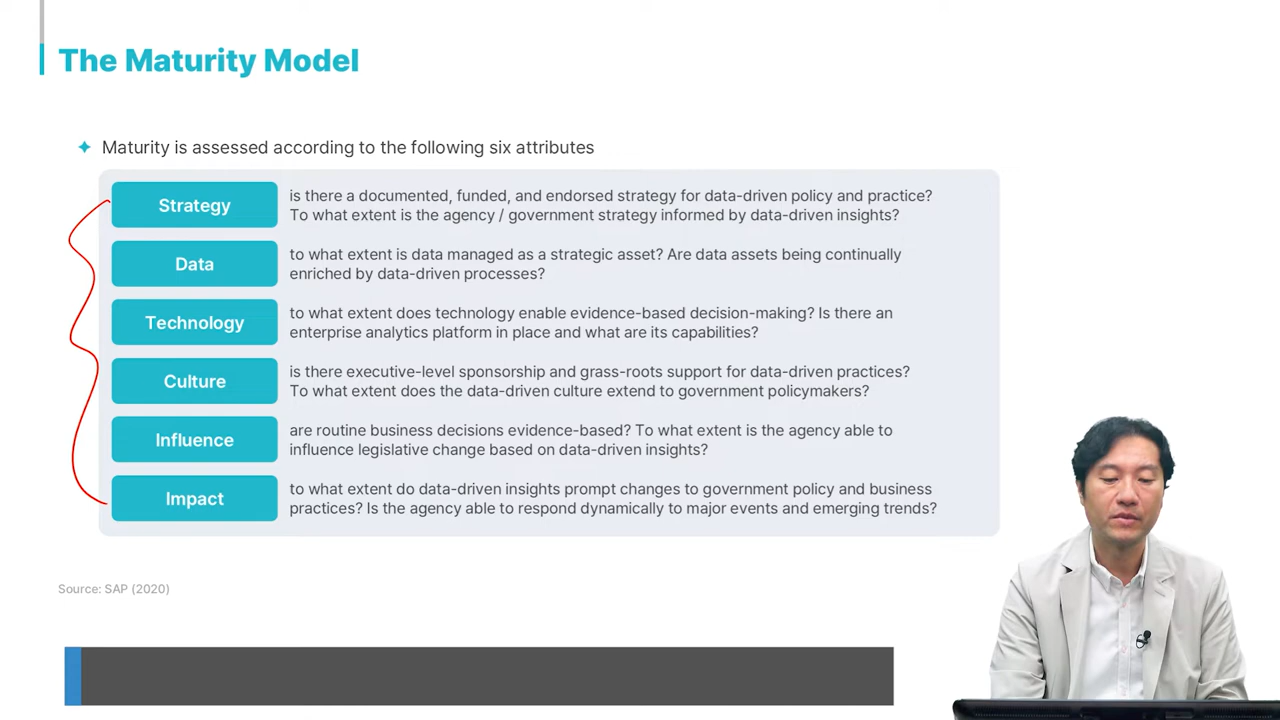 The Maturity Model
Maturity is assessed according to the following six attributes
Strategy
is there a documented, funded, and endorsed strategy for data-driven policy and practice?
To what extent is the agency / government strategy informed by data-driven insights?
Data
to what extent is data managed as a strategic asset? Are data assets being continually
enriched by data-driven processes?
Technology
to what extent does technology enable evidence-based decision-making? Is there an
enterprise analytics platform in place and what are its capabilities?
Culture
is there executive-level sponsorship and grass-roots support for data-driven practices?
To what extent does the data-driven culture extend to government policymakers?
Influence
are routine business decisions evidence-based? To what extent is the agency able to
influence legislative change based on data-driven insights?
Impact
to what extent do data-driven insights prompt changes to government policy and business
practices? Is the agency able to respond dynamically to major events and emerging trends?
Source: SAP (2020)